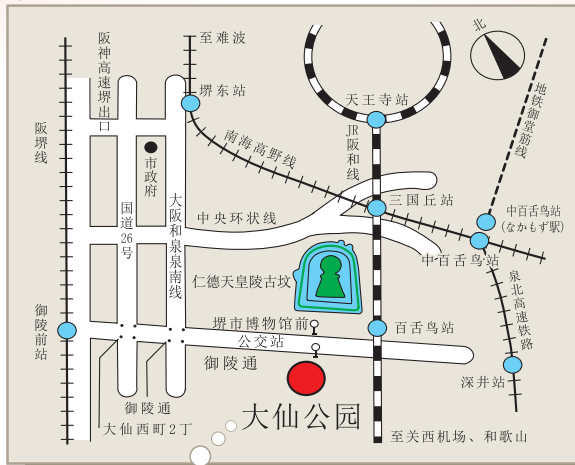 阪神高速堺出口
至难波
北
堺东站
天王寺站
地铁御堂筋线
阪堺线
市政府
南海高野线
JR阪和线
国道26号
大阪和泉泉南线
中央环状线
三国丘站
中百舌鸟站
(なかもず駅)
中百舌鸟站
仁德天皇陵古坟
泉北高速铁路
御陵前站
堺市博物馆前
公交站
百舌鸟站
御陵通
深井站
御陵通
大仙西町2丁
大仙公园
至关西机场、和歌山